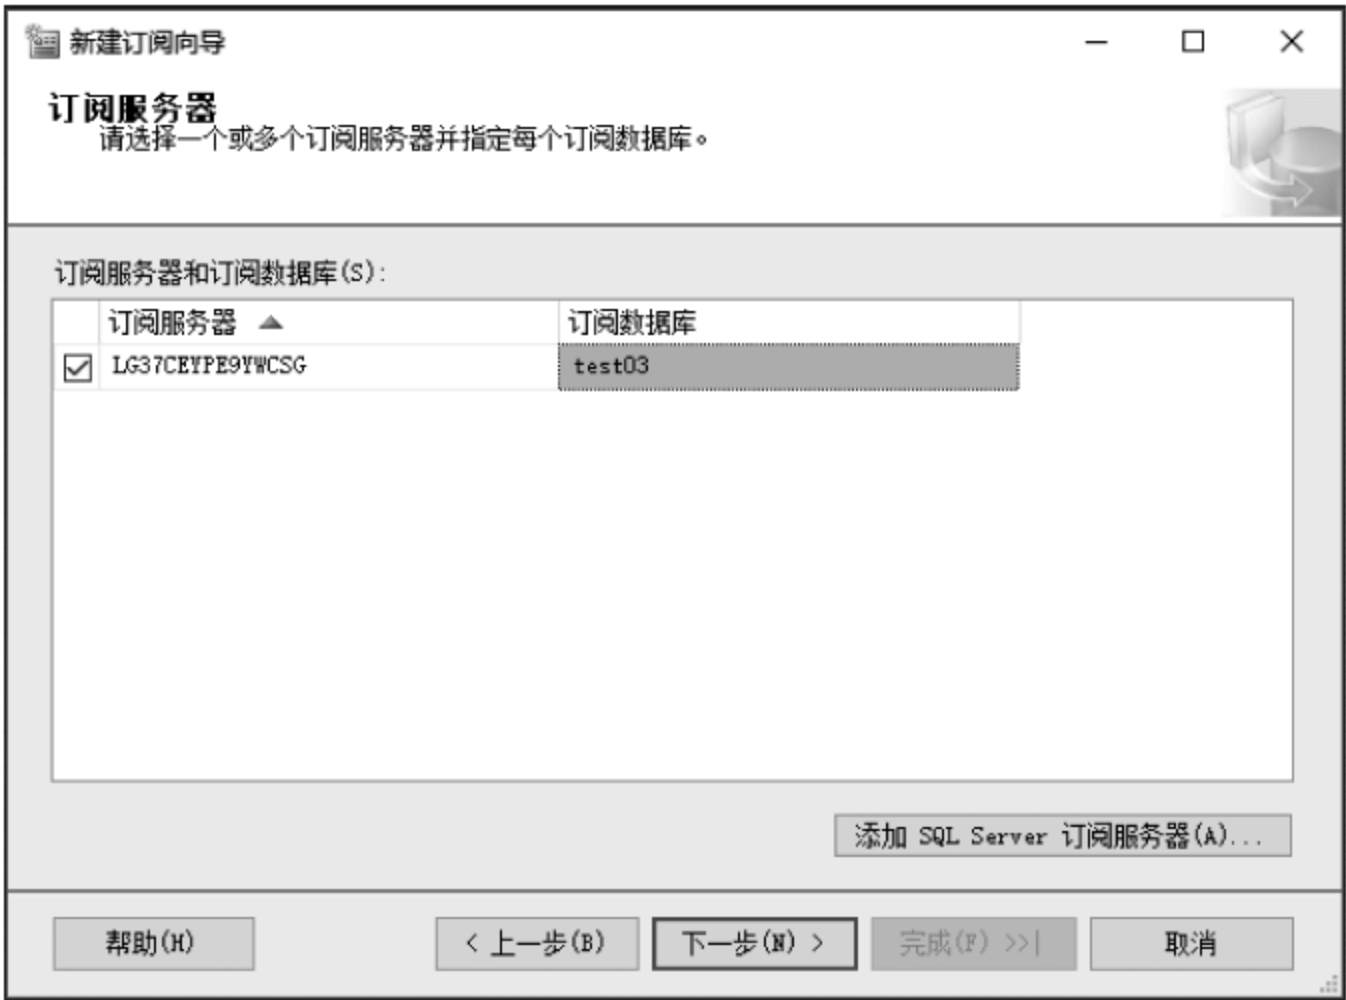 新建订阅向导
订阅服务器
请选择一个或多个订阅服务器并指定每个订阅数据库。
订阅服务器和订阅数据库(S):
订阅服务器 订阅数据库
LG37CEYPE9YWCSG test03
添加 SQL Server 订阅服务器(A)...
帮助(H) < 上一步(B) 下一步(N) > 完成(F) >>| 取消